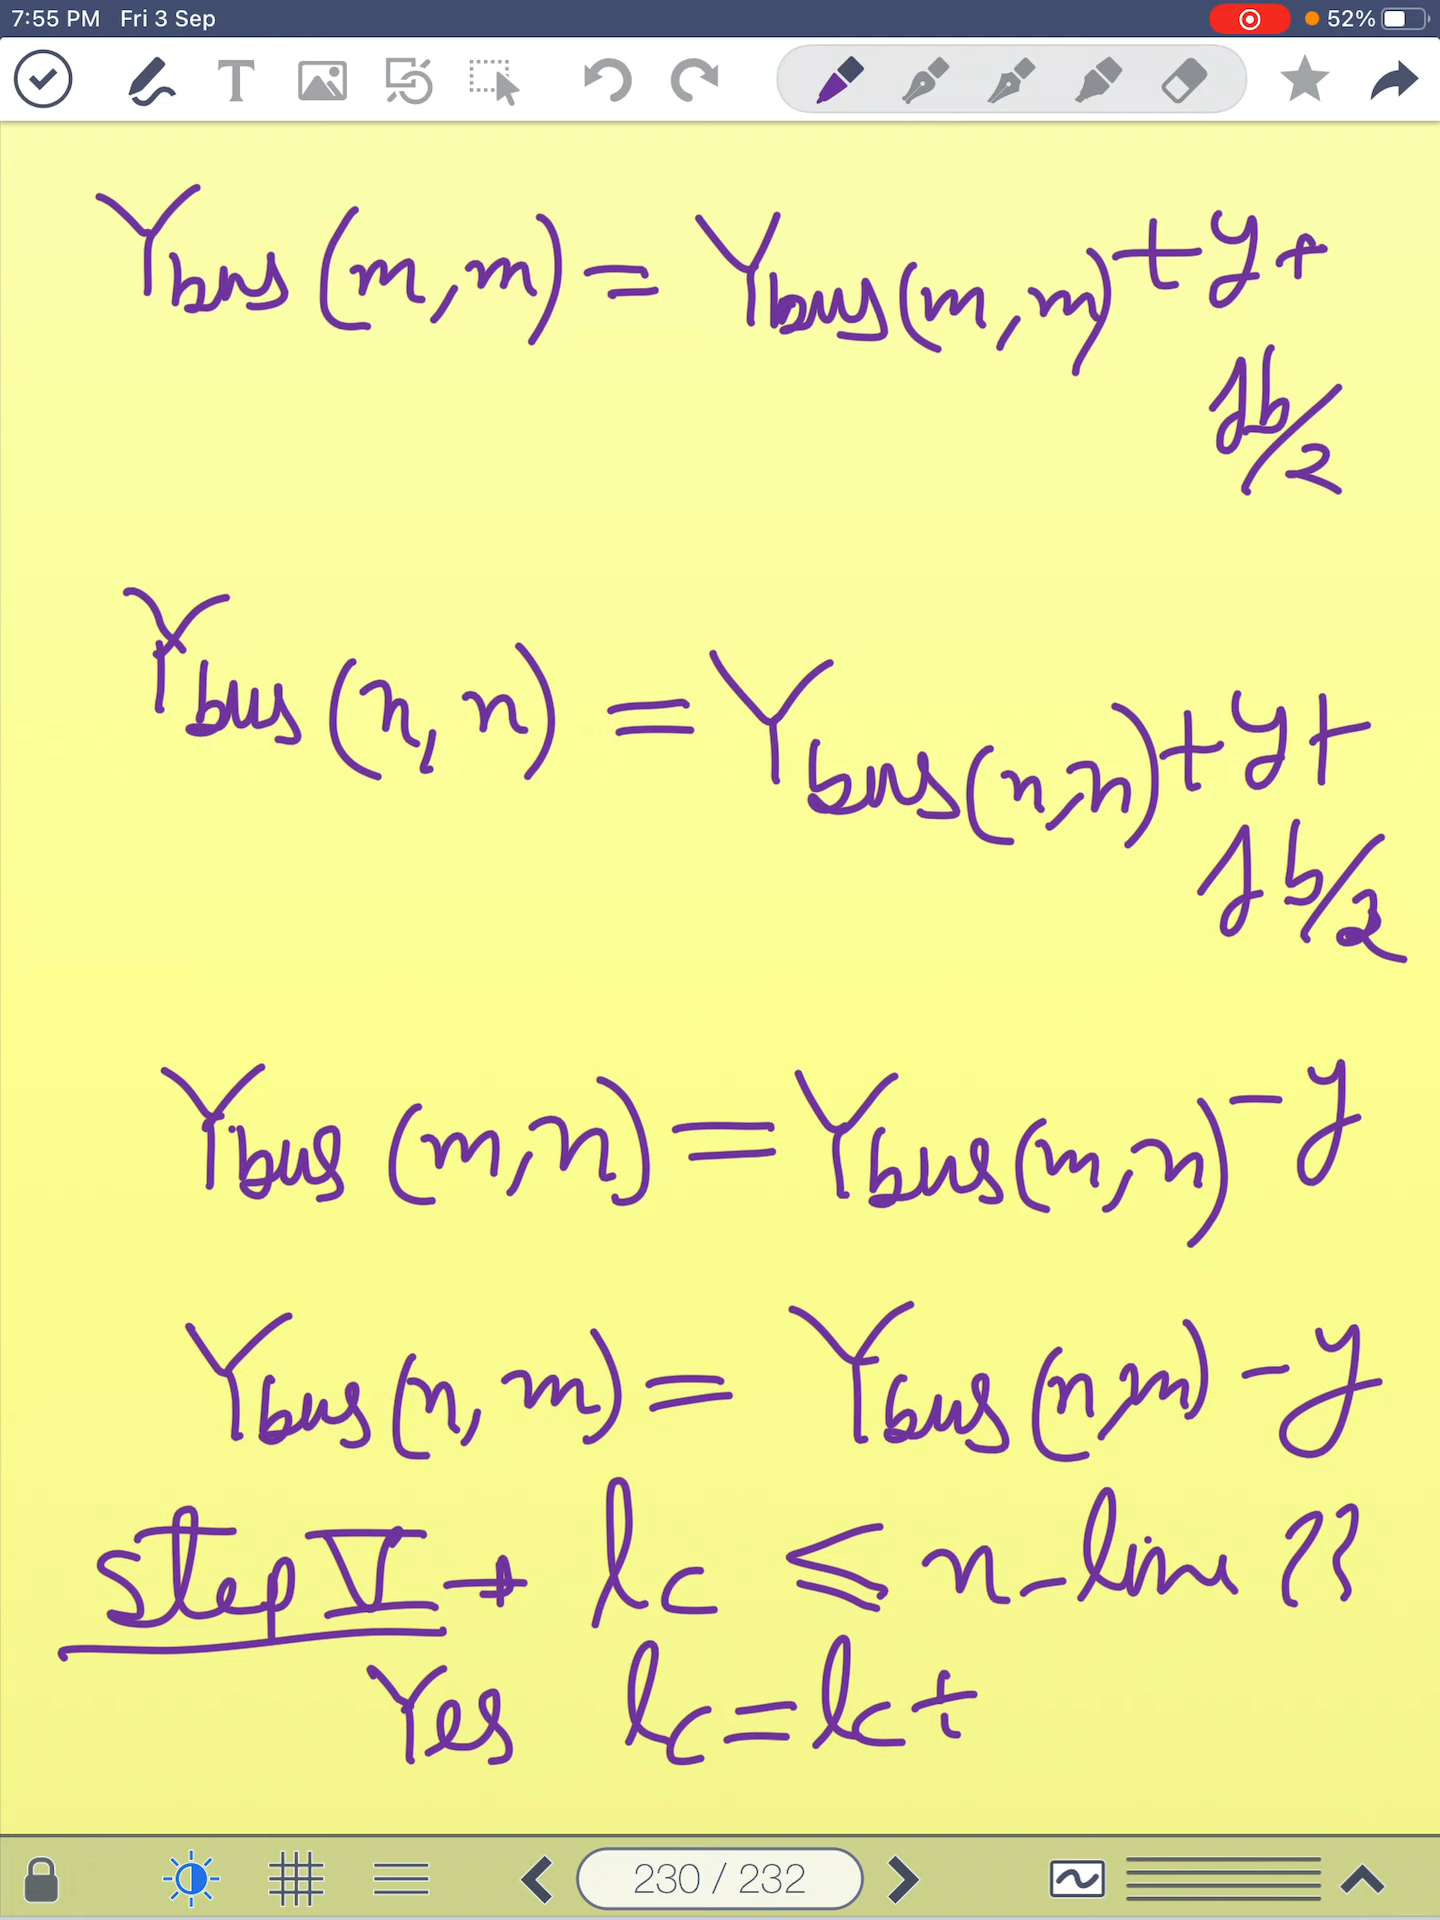 7:55 PM Fri 3 Sep 52%
T
Ybus (m,m) = Ybus(m,m) + y +
jb/2
Ybus (n,n) = Ybus(n,n) + y +
jb/2
Ybus (m,n) = Ybus(m,n) - y
Ybus (n,m) = Ybus (n,m) - y
Step V → lc ≤ n-line ??
Yes lc = lc +
230 / 232